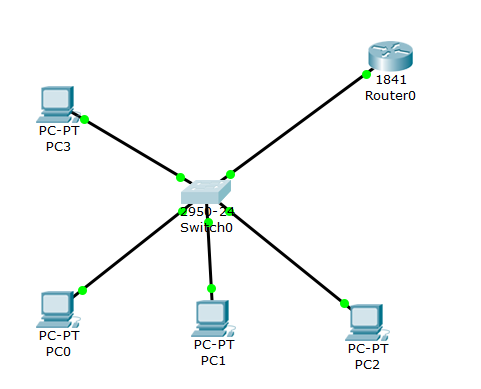 1841
Router0
PC-PT
PC3
2950-24
Switch0
PC-PT
PC0
PC-PT
PC1
PC-PT
PC2